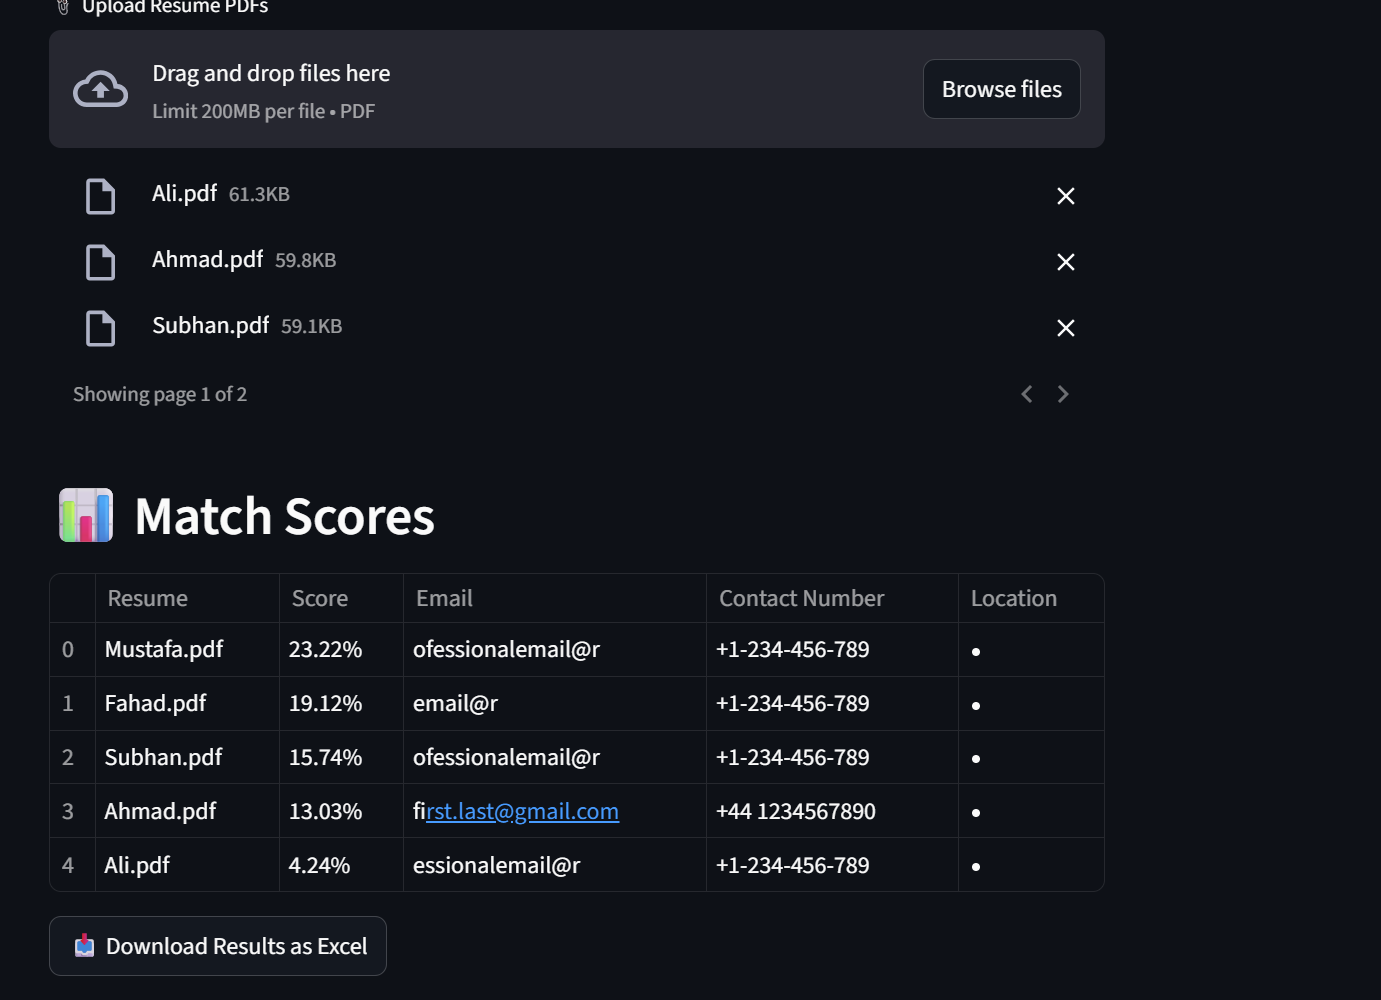 Upload Resume PDFs
Drag and drop files here
Limit 200MB per file • PDF
Browse files
Ali.pdf 61.3KB
Ahmad.pdf 59.8KB
Subhan.pdf 59.1KB
Showing page 1 of 2
Match Scores
Resume Score Email Contact Number Location
0 Mustafa.pdf 23.22% ofessionalemail@r +1-234-456-789 •
1 Fahad.pdf 19.12% email@r +1-234-456-789 •
2 Subhan.pdf 15.74% ofessionalemail@r +1-234-456-789 •
3 Ahmad.pdf 13.03% first.last@gmail.com +44 1234567890 •
4 Ali.pdf 4.24% essionalemail@r +1-234-456-789 •
Download Results as Excel